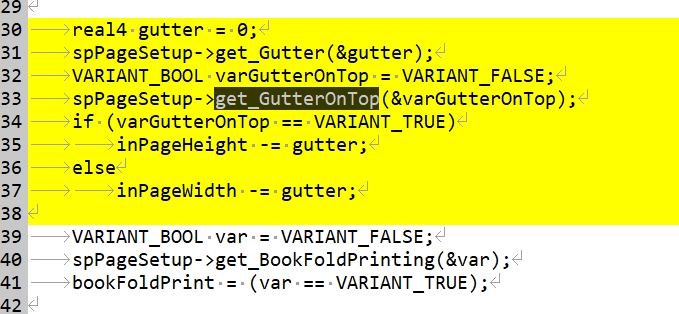 29
30 real4 gutter = 0;
31 spPageSetup->get_Gutter(&gutter);
32 VARIANT_BOOL varGutterOnTop = VARIANT_FALSE;
33 spPageSetup->get_GutterOnTop(&varGutterOnTop);
34 if (varGutterOnTop == VARIANT_TRUE)
35 inPageHeight -= gutter;
36 else
37 inPageWidth -= gutter;
38
39 VARIANT_BOOL var = VARIANT_FALSE;
40 spPageSetup->get_BookFoldPrinting(&var);
41 bookFoldPrint = (var == VARIANT_TRUE);
42